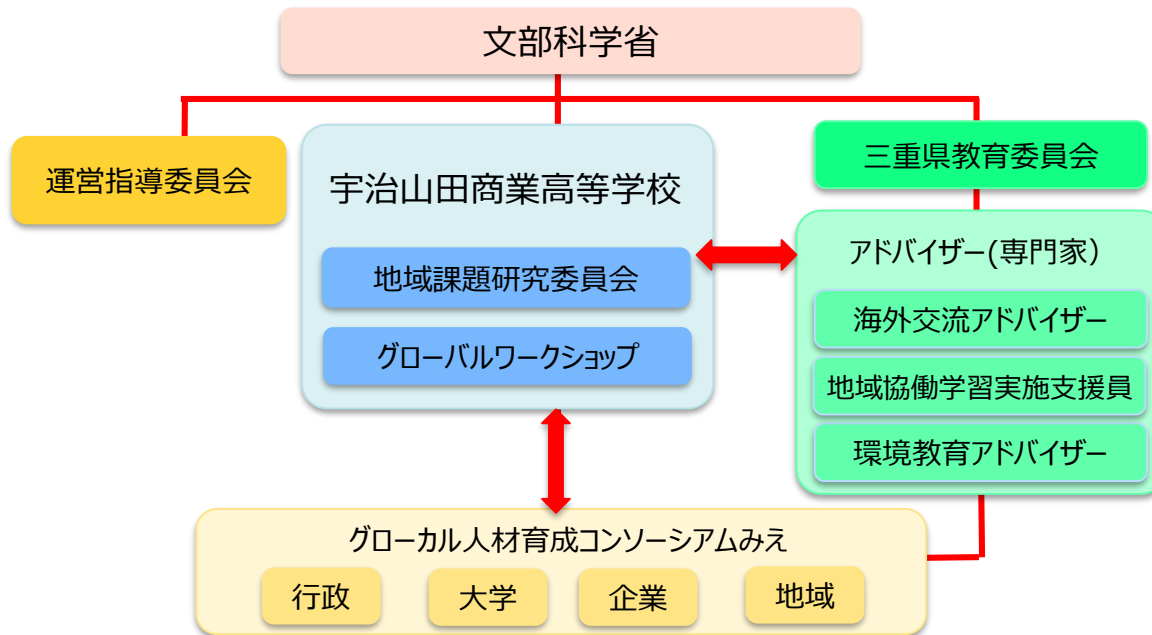 文部科学省
運営指導委員会
宇治山田商業高等学校
地域課題研究委員会
グローバルワークショップ
三重県教育委員会
アドバイザー(専門家）
海外交流アドバイザー
地域協働学習実施支援員
環境教育アドバイザー
グローカル人材育成コンソーシアムみえ
行政
大学
企業
地域